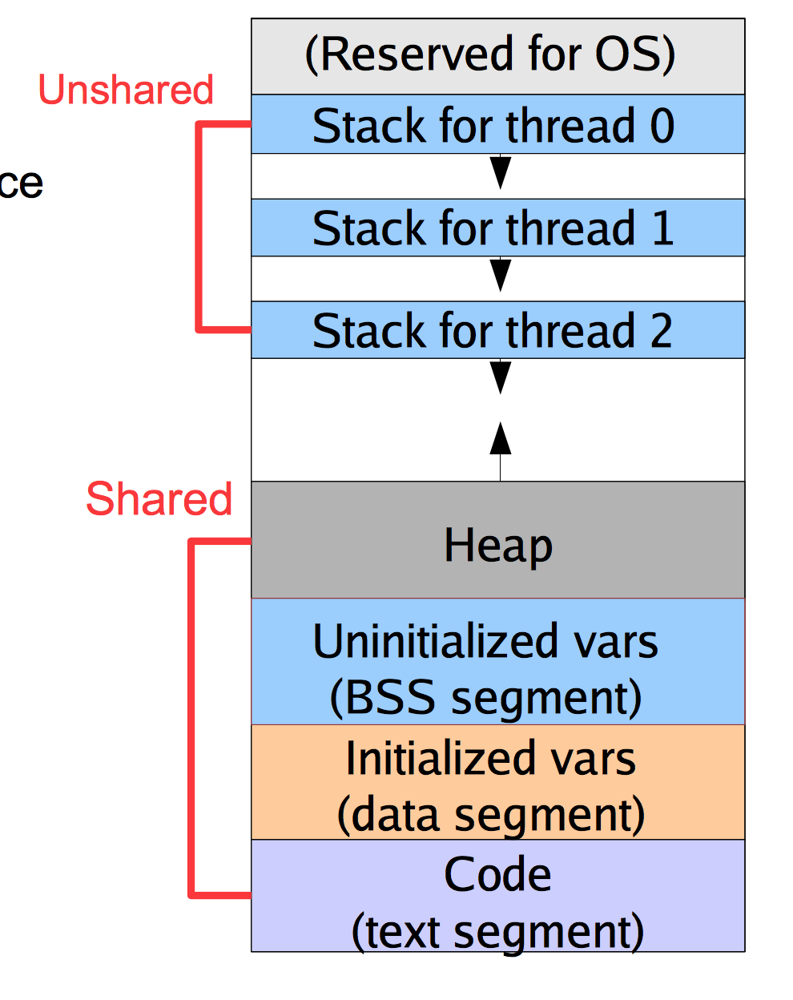 (Reserved for OS)
Unshared
Stack for thread 0
ce
Stack for thread 1
Stack for thread 2
Shared
Heap
Uninitialized vars
(BSS segment)
Initialized vars
(data segment)
Code
(text segment)